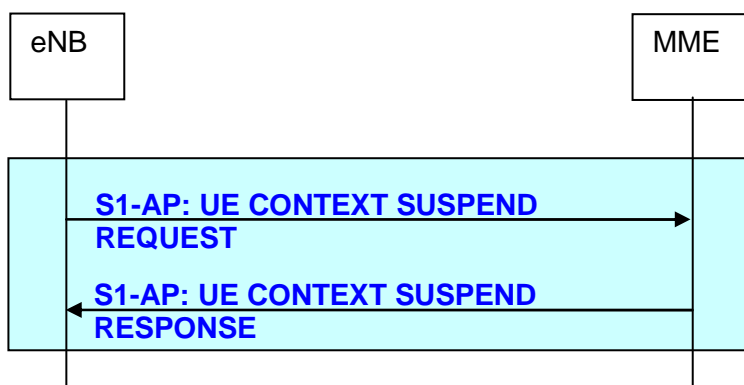 eNB
MME
S1-AP: UE CONTEXT SUSPEND
REQUEST
S1-AP: UE CONTEXT SUSPEND
RESPONSE